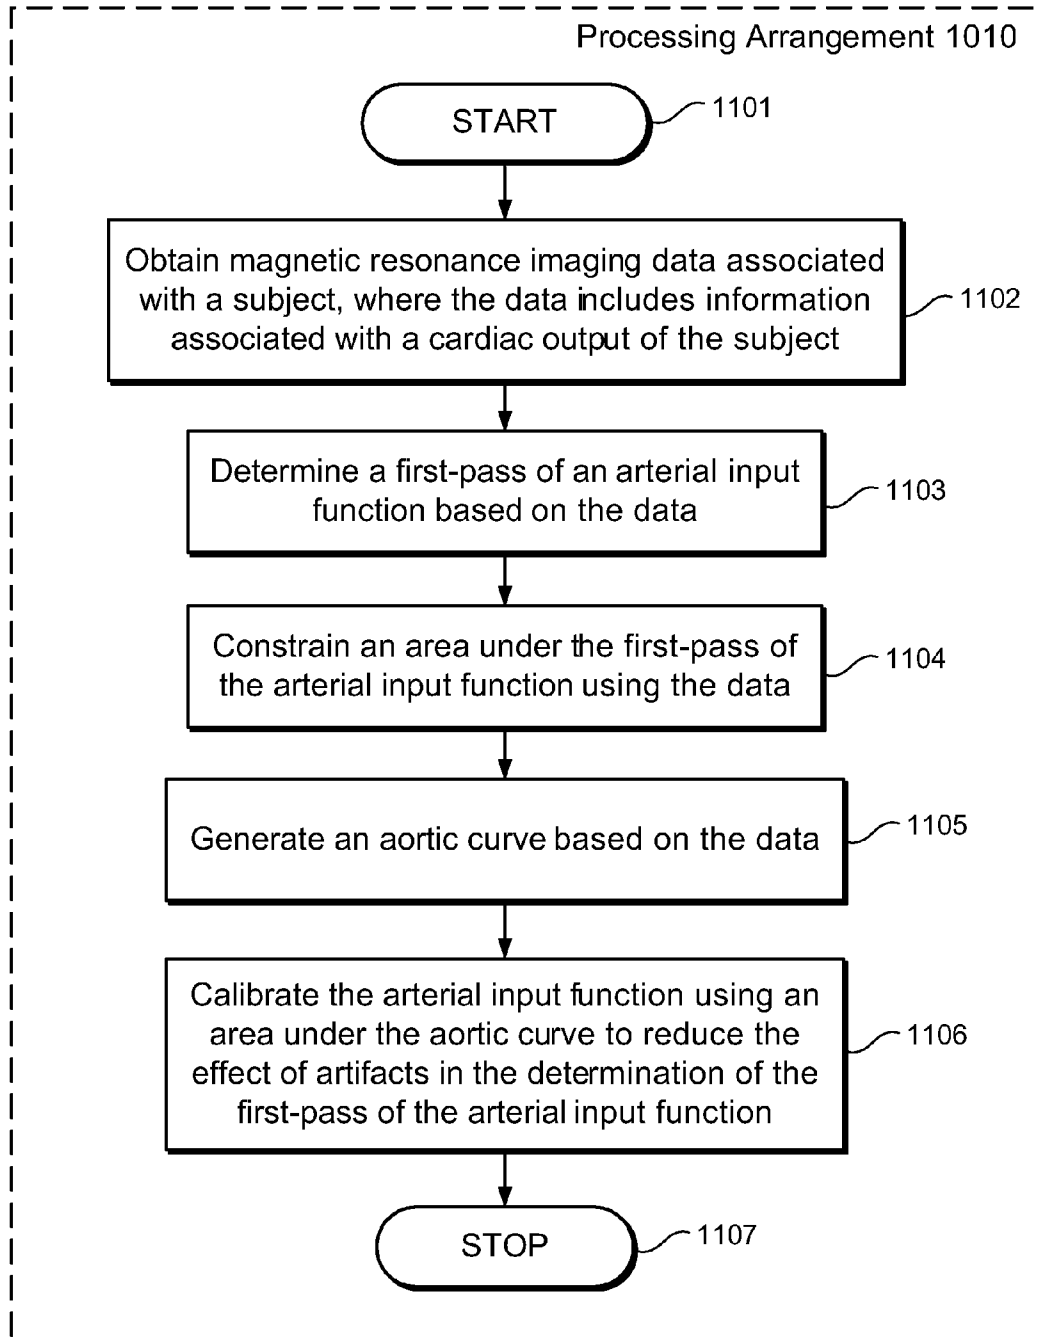 Processing Arrangement 1010
START
1101
Obtain magnetic resonance imaging data associated
with a subject, where the data includes information
associated with a cardiac output of the subject
1102
Determine a first-pass of an arterial input
function based on the data
1103
Constrain an area under the first-pass of
the arterial input function using the data
1104
Generate an aortic curve based on the data
1105
Calibrate the arterial input function using an
area under the aortic curve to reduce the
effect of artifacts in the determination of the
first-pass of the arterial input function
1106
STOP
1107